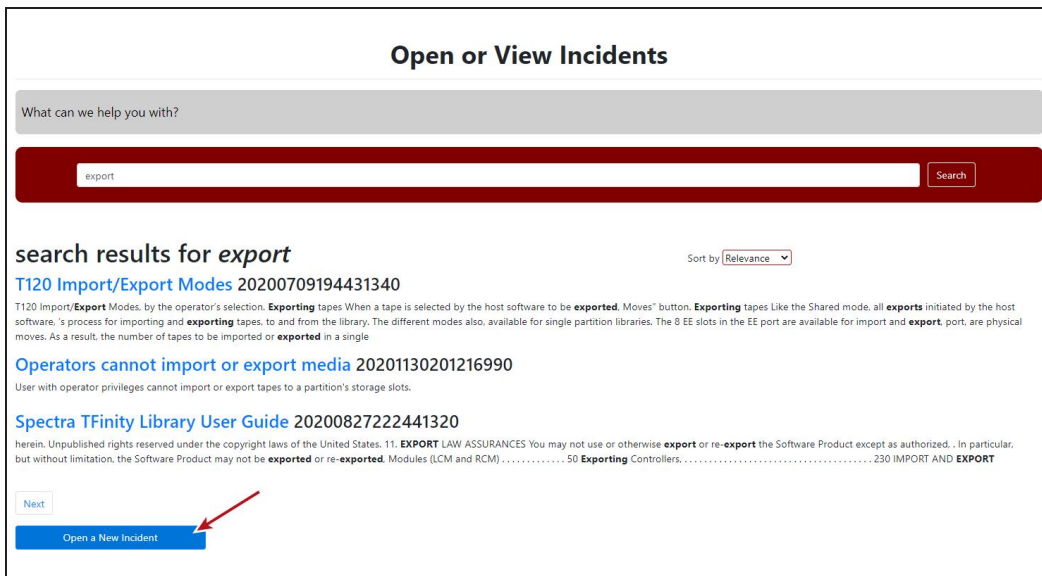 Open or View Incidents
What can we help you with?
export
Search
search results for export
Sort by Relevance
T120 Import/Export Modes 20200709194431340
T120 Import/Export Modes, by the operator's selection. Exporting tapes When a tape is selected by the host software to be exported, Moves" button. Exporting tapes Like the Shared mode, all exports initiated by the host
software, 's process for importing and exporting tapes, to and from the library. The different modes also, available for single partition libraries. The 8 EE slots in the EE port are available for import and export, port, are physical
moves. As a result, the number of tapes to be imported or exported in a single
Operators cannot import or export media 20201130201216990
User with operator privileges cannot import or export tapes to a partition's storage slots.
Spectra TFinity Library User Guide 20200827222441320
herein. Unpublished rights reserved under the copyright laws of the United States. 11. EXPORT LAW ASSURANCES You may not use or otherwise export or re-export the Software Product except as authorized, . In particular,
but without limitation, the Software Product may not be exported or re-exported, Modules (LCM and RCM) . . . . . . . . . . . . . 50 Exporting Controllers, . . . . . . . . . . . . . . . . . . . . . . . . . . . . . . . . . . . . . . . 230 IMPORT AND EXPORT
Next
Open a New Incident